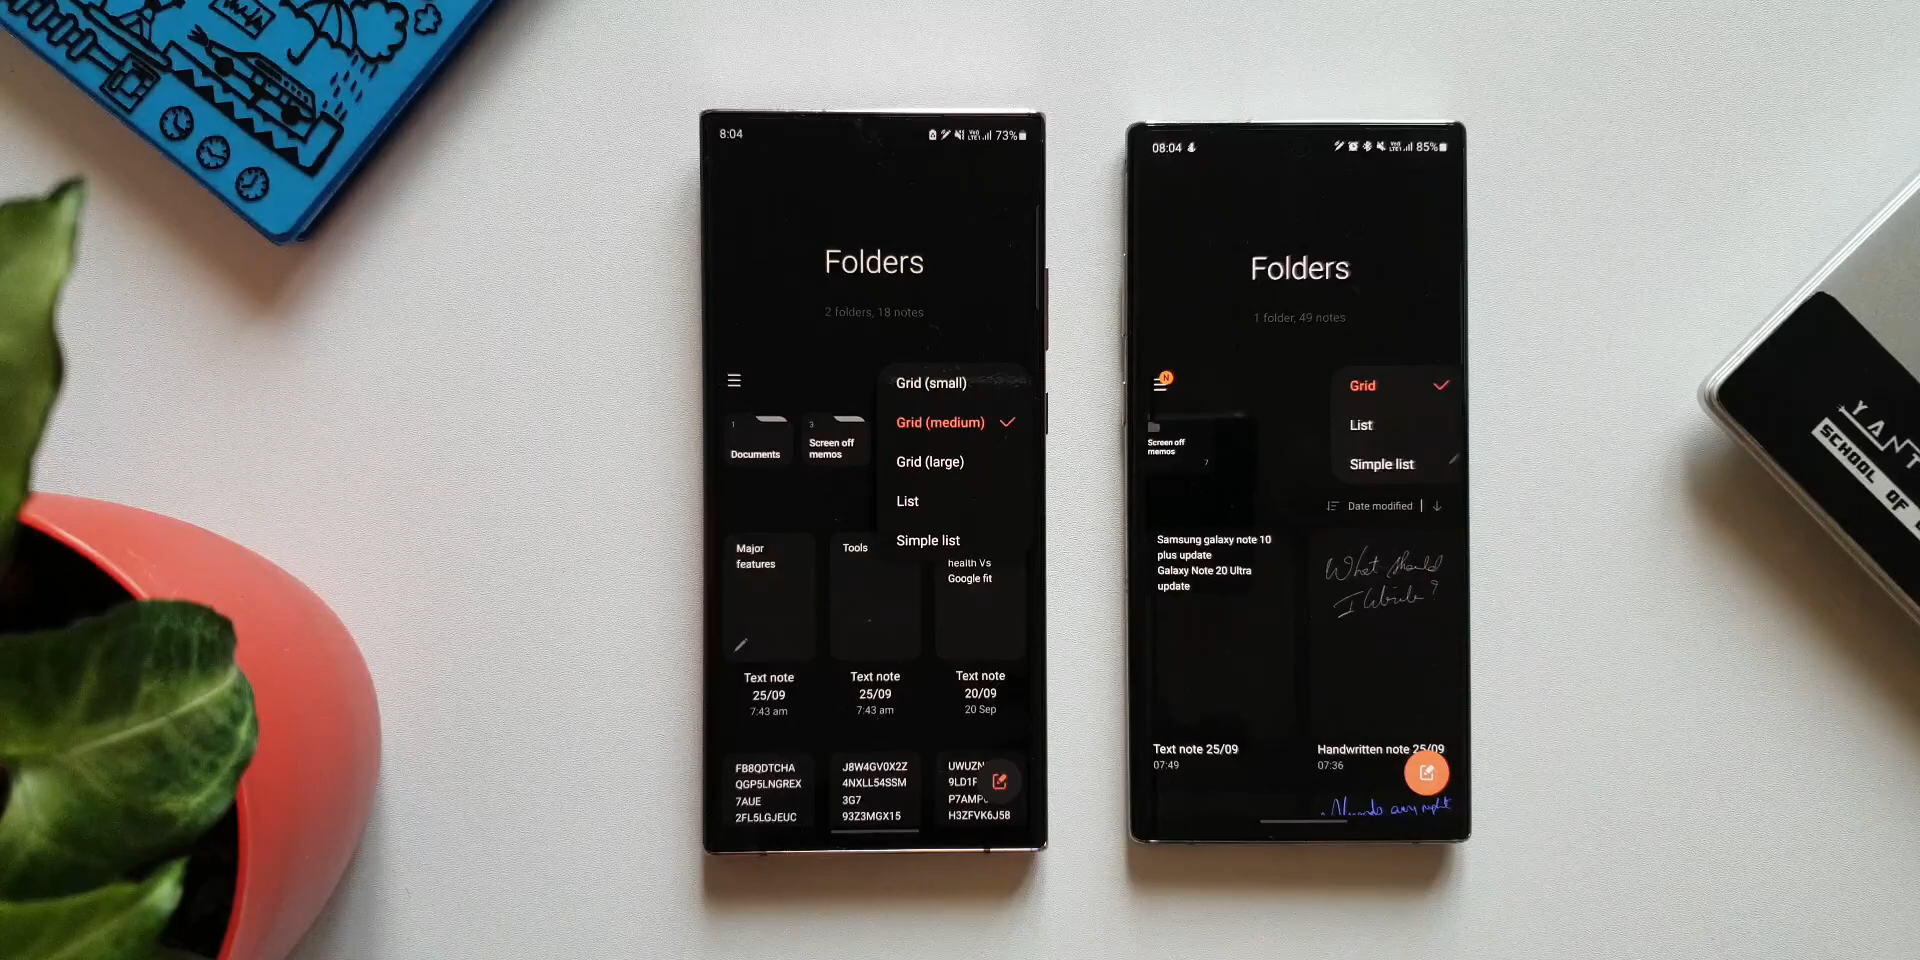 8:04
73%
Folders
2 folders, 18 notes
Grid (small)
Grid (medium)
Grid (large)
List
Simple list
1
Documents
3
Screen off
memos
Major
features
Tools
health Vs
Google fit
Text note
25/09
7:43 am
Text note
25/09
7:43 am
Text note
20/09
20 Sep
FB8QDTCHA
QGP5LNGREX
7AUE
2FL5LGJEUC
J8W4GV0X2Z
4NXLL54SSM
3G7
93Z3MGX15
H3ZFVK6J58
08:04
85%
Folders
1 folder, 49 notes
N
Grid
List
Simple list
Screen off
memos
7
Date modified
Samsung galaxy note 10
plus update
Galaxy Note 20 Ultra
update
What should
I Write?
Text note 25/09
07:49
Handwritten note 25/09
07:36
SCHOOL OF